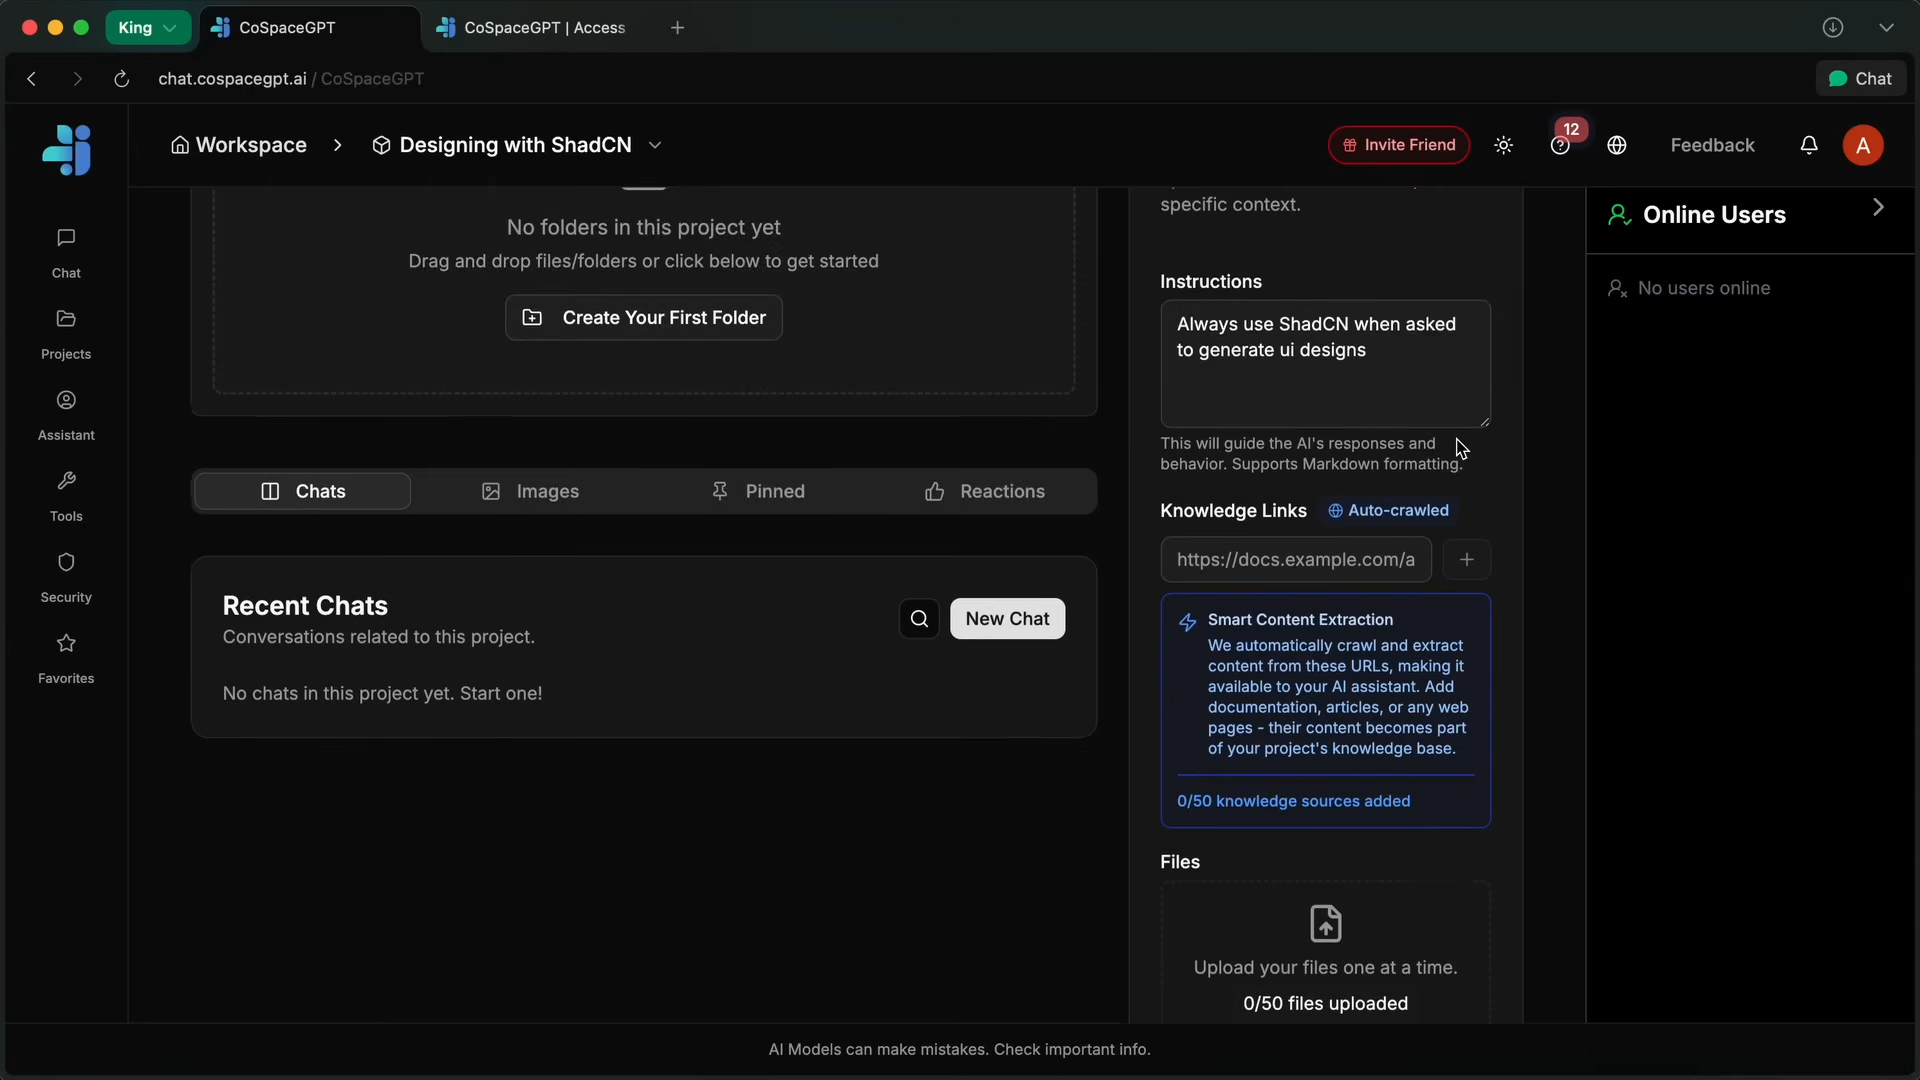 King
CoSpaceGPT
CoSpaceGPT | Access
chat.cospacegpt.ai / CoSpaceGPT
Chat
Workspace
Designing with ShadCN
Invite Friend
12
Feedback
A
Chat
Projects
Assistant
Tools
Security
Favorites
No folders in this project yet
Drag and drop files/folders or click below to get started
Create Your First Folder
Chats
Images
Pinned
Reactions
Recent Chats
Conversations related to this project.
New Chat
No chats in this project yet. Start one!
specific context.
Instructions
Always use ShadCN when asked
to generate ui designs
This will guide the AI's responses and
behavior. Supports Markdown formatting.
Knowledge Links
Auto-crawled
https://docs.example.com/a
Smart Content Extraction
We automatically crawl and extract
content from these URLs, making it
available to your AI assistant. Add
documentation, articles, or any web
pages - their content becomes part
of your project's knowledge base.
0/50 knowledge sources added
Files
Upload your files one at a time.
0/50 files uploaded
Online Users
No users online
AI Models can make mistakes. Check important info.